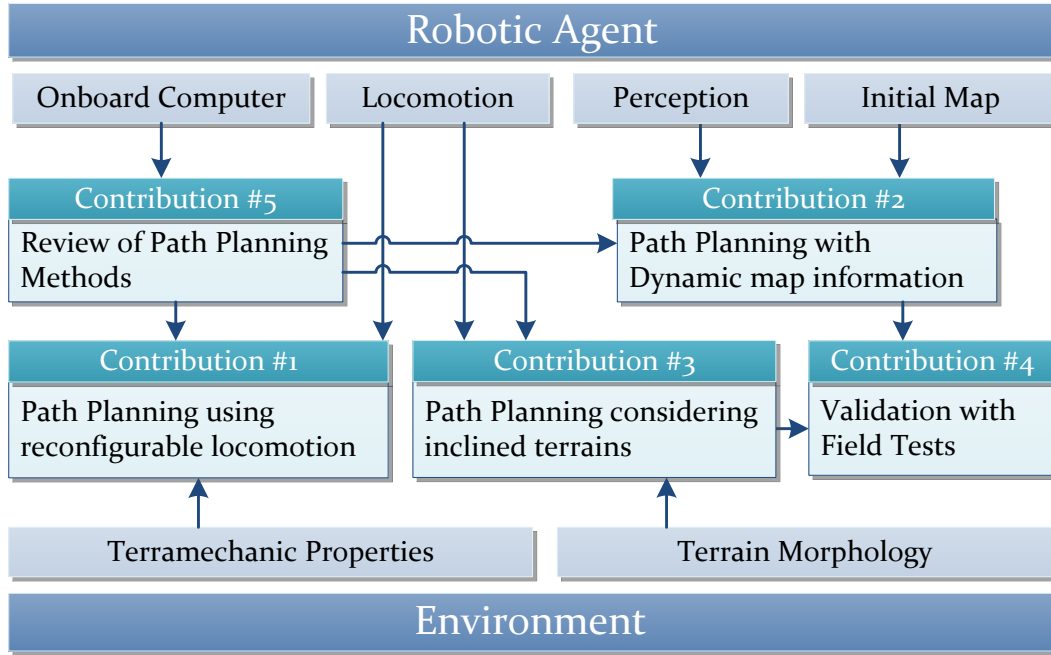 Robotic Agent
Onboard Computer
Locomotion
Perception
Initial Map
Contribution #5
Review of Path Planning
Methods
Contribution #2
Path Planning with
Dynamic map information
Contribution #1
Path Planning using
reconfigurable locomotion
Contribution #3
Path Planning considering
inclined terrains
Contribution #4
Validation with
Field Tests
Terramechanic Properties
Terrain Morphology
Environment